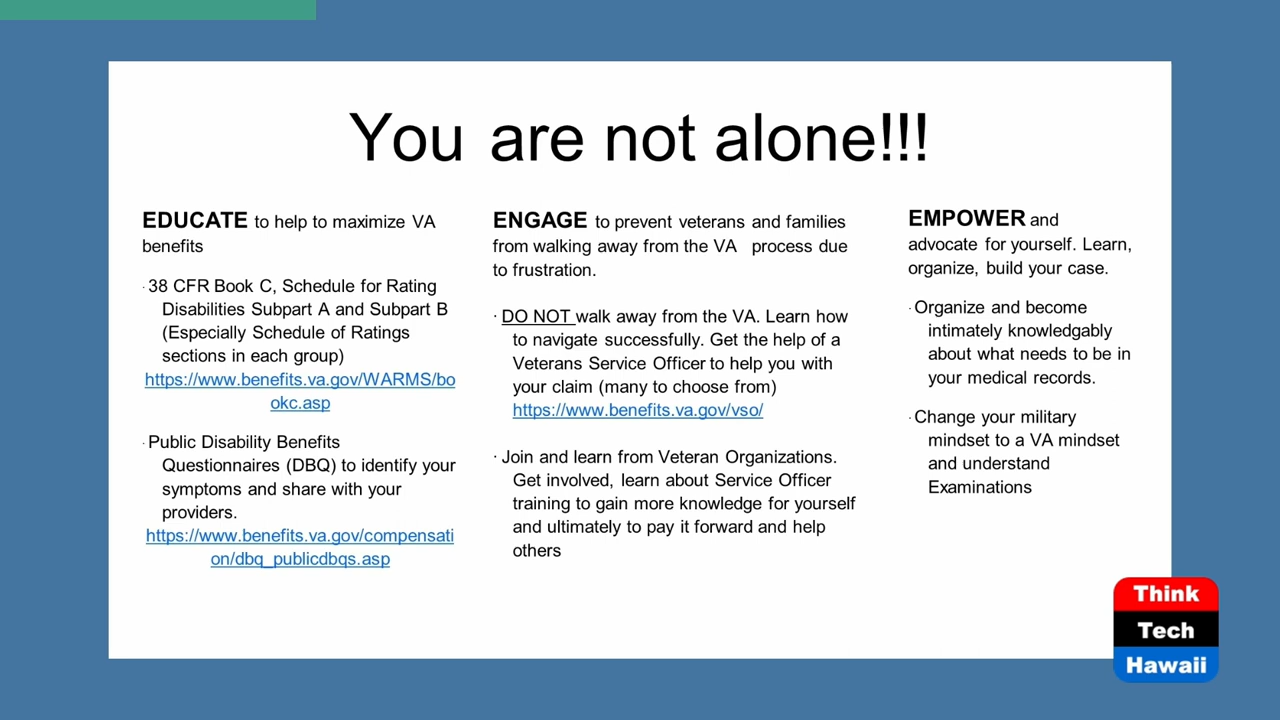 You are not alone!!!
EDUCATE to help to maximize VA
benefits
· 38 CFR Book C, Schedule for Rating
Disabilities Subpart A and Subpart B
(Especially Schedule of Ratings
sections in each group)
https://www.benefits.va.gov/WARMS/bo
okc.asp
· Public Disability Benefits
Questionnaires (DBQ) to identify your
symptoms and share with your
providers.
https://www.benefits.va.gov/compensati
on/dbq_publicdbqs.asp
ENGAGE to prevent veterans and families
from walking away from the VA process due
to frustration.
· DO NOT walk away from the VA. Learn how
to navigate successfully. Get the help of a
Veterans Service Officer to help you with
your claim (many to choose from)
https://www.benefits.va.gov/vso/
· Join and learn from Veteran Organizations.
Get involved, learn about Service Officer
training to gain more knowledge for yourself
and ultimately to pay it forward and help
others
EMPOWER and
advocate for yourself. Learn,
organize, build your case.
· Organize and become
intimately knowledgably
about what needs to be in
your medical records.
· Change your military
mindset to a VA mindset
and understand
Examinations
Think
Tech
Hawaii